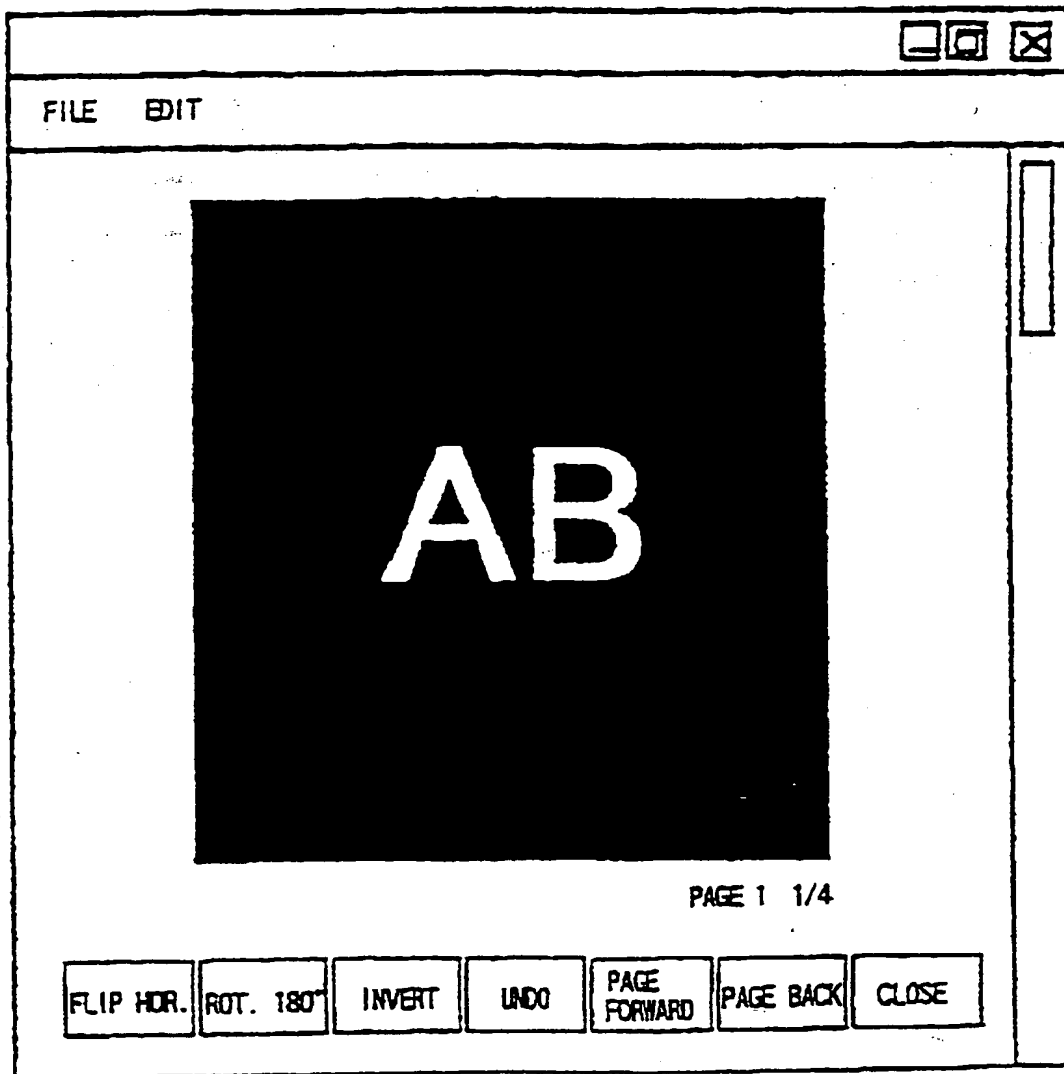 FILE EDIT
AB
PAGE 1 1/4
FLIP HOR. ROT. 180° INVERT UNDO PAGE FORWARD PAGE BACK CLOSE